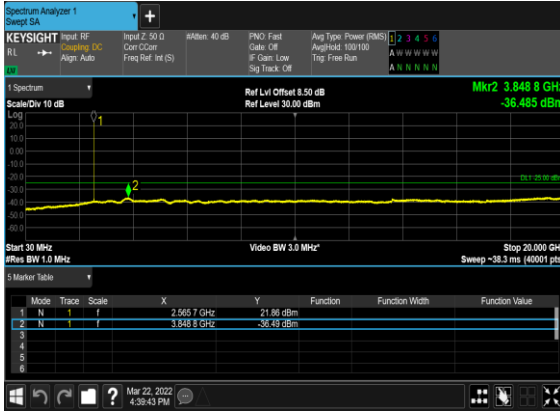 Spectrum Analyzer 1
Swept SA
+
KEYSIGHT
RL
Input: RF
Coupling: DC
Align: Auto
Input Z: 50 Ω
Corr CCorr
Freq Ref: Int (S)
#Atten: 40 dB
PNO: Fast
Gate: Off
IF Gain: Low
Sig Track: Off
Avg Type: Power (RMS)
Avg|Hold: 100/100
Trig: Free Run
1 2 3 4 5 6
A W W W W W
A N N N N N
1 Spectrum
Scale/Div 10 dB
Ref Lvl Offset 8.50 dB
Ref Level 30.00 dBm
Mkr2 3.848 8 GHz
-36.485 dBm
Log
20.0
10.0
0.00
-10.0
-20.0
-30.0
-40.0
-50.0
-60.0
1
2
DL1 -25.00 dBm
Start 30 MHz
#Res BW 1.0 MHz
Video BW 3.0 MHz*
Stop 20.000 GH
Sweep ~38.3 ms (40001 pts
5 Marker Table
Mode Trace Scale X Y Function Function Width Function Value
1 N 1 f 2.565 7 GHz 21.86 dBm
2 N 1 f 3.848 8 GHz -36.49 dBm
3
4
5
6
?
Mar 22, 2022
4:39:43 PM